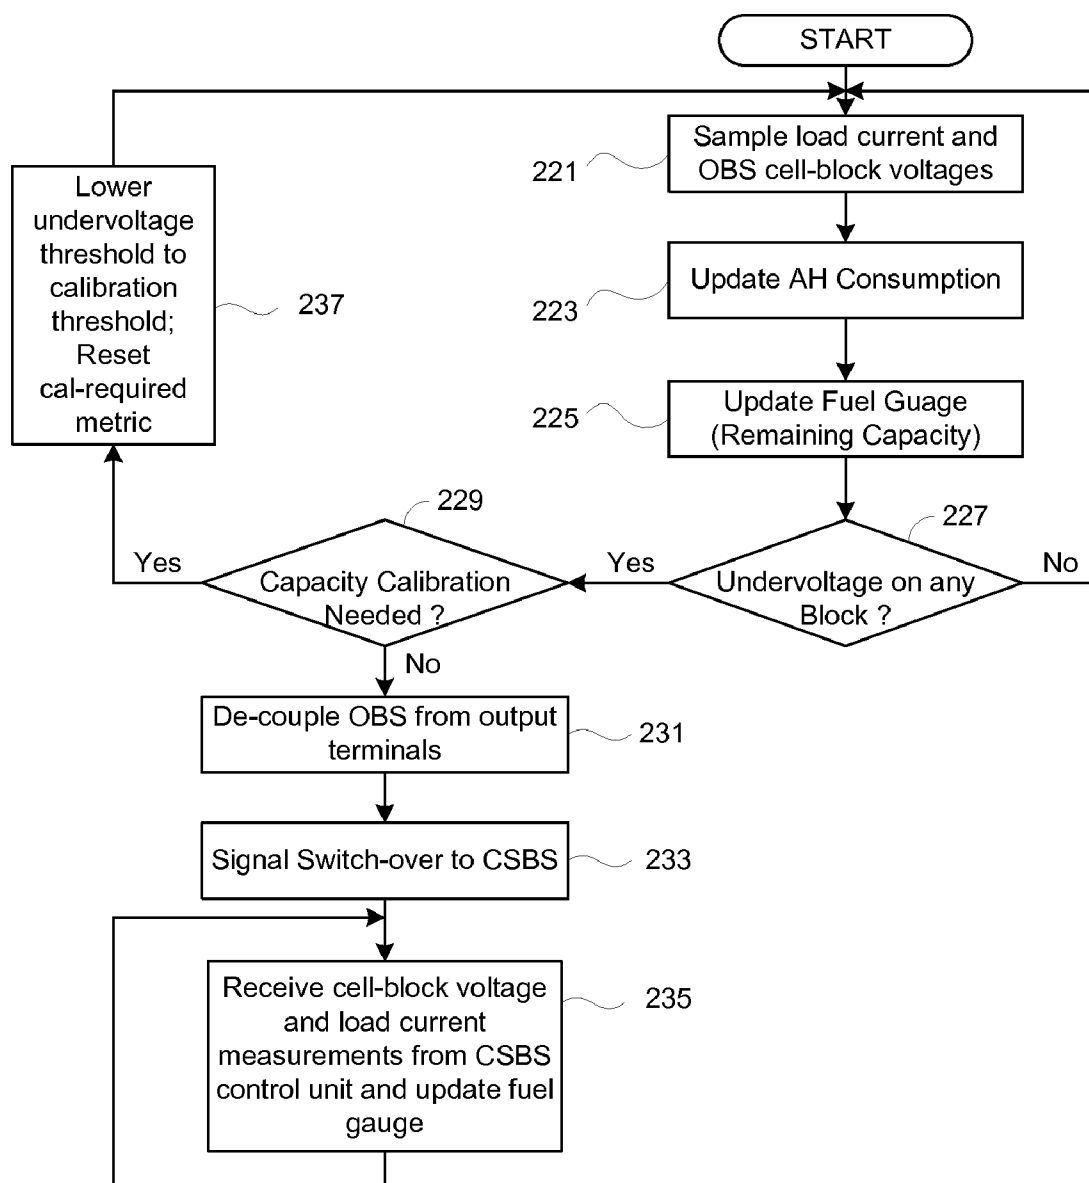 START
Sample load current and
OBS cell-block voltages
221
Update AH Consumption
223
Update Fuel Guage
(Remaining Capacity)
225
Undervoltage on any
Block ?
227
No
Yes
Capacity Calibration
Needed ?
229
Yes
Lower
undervoltage
threshold to
calibration
threshold;
Reset
cal-required
metric
237
No
De-couple OBS from output
terminals
231
Signal Switch-over to CSBS
233
Receive cell-block voltage
and load current
measurements from CSBS
control unit and update fuel
gauge
235